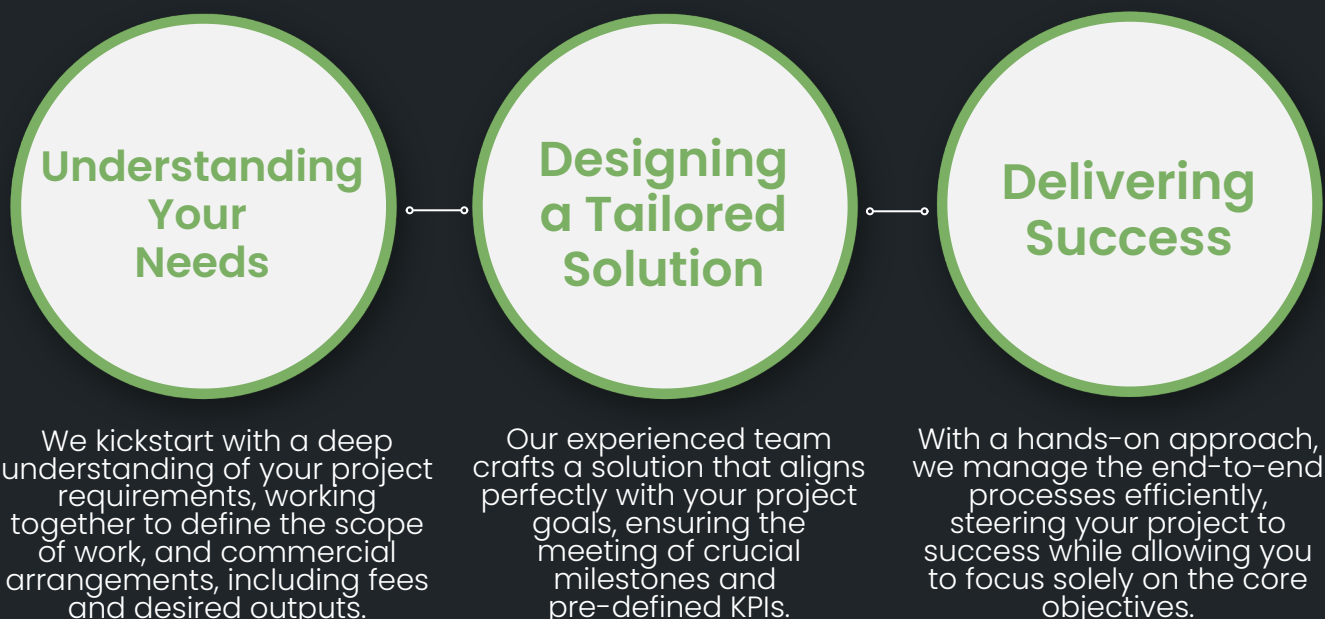 Understanding
Your
Needs
Designing
a Tailored
Solution
Delivering
Success
We kickstart with a deep
understanding of your project
requirements, working
together to define the scope
of work, and commercial
arrangements, including fees
and desired outputs.
Our experienced team
crafts a solution that aligns
perfectly with your project
goals, ensuring the
meeting of crucial
milestones and
pre-defined KPIs.
With a hands-on approach,
we manage the end-to-end
processes efficiently,
steering your project to
success while allowing you
to focus solely on the core
objectives.